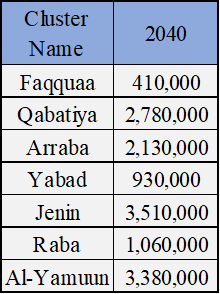 Cluster Name 2040
Faqquaa 410,000
Qabatiya 2,780,000
Arraba 2,130,000
Yabad 930,000
Jenin 3,510,000
Raba 1,060,000
Al-Yamuun 3,380,000